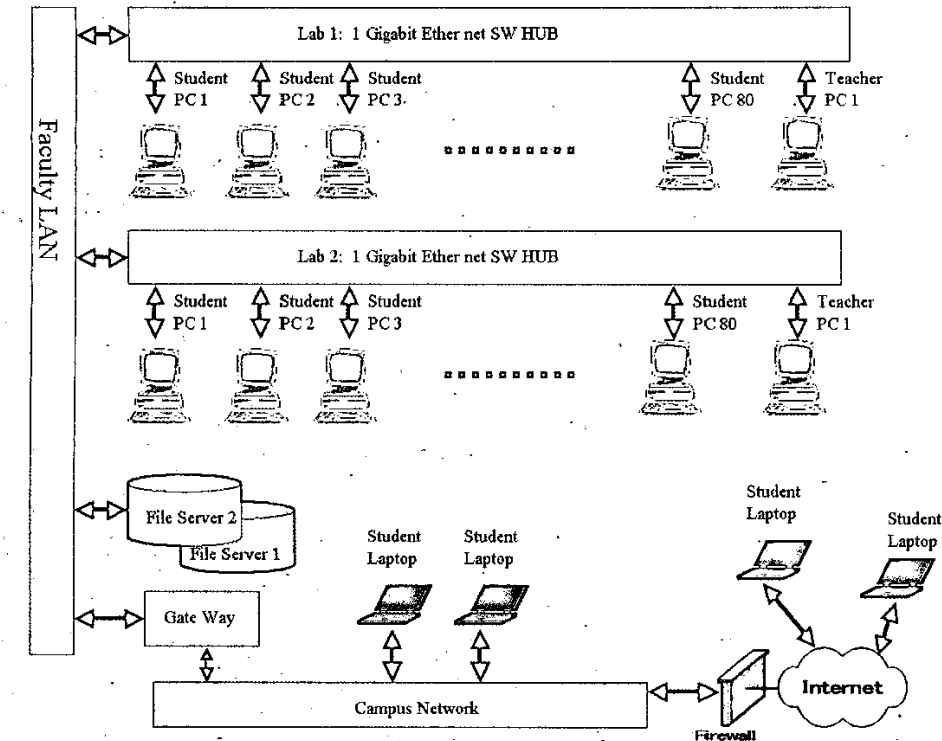 Lab 1: 1 Gigabit Ether net SW HUB
Student
PC 1
Student
PC 2
Student
PC 3
Student
PC 80
Teacher
PC 1
Faculty LAN
Lab 2: 1 Gigabit Ether net SW HUB
Student
PC 1
Student
PC 2
Student
PC 3
Student
PC 80
Teacher
PC 1
File Server 2
File Server 1
Student
Laptop
Student
Laptop
Student
Laptop
Student
Laptop
Gate Way
Campus Network
Internet
Firewall